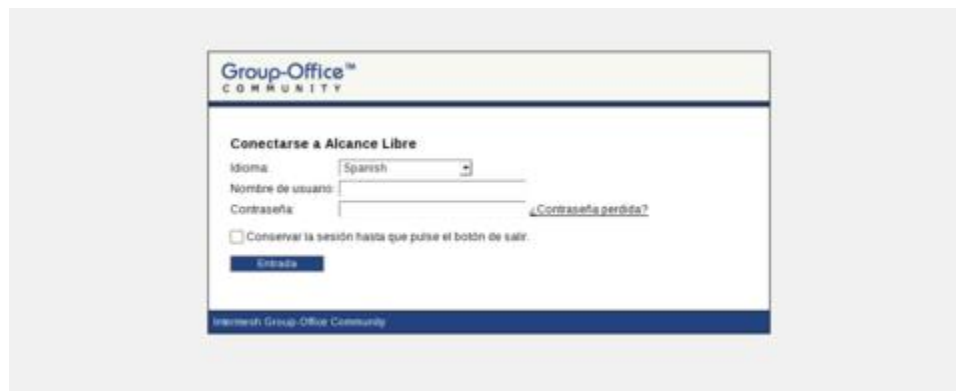 Group-Office™
COMMUNITY
Conectarse a Alcance Libre
Idioma: Spanish
Nombre de usuario:
Contraseña: ¿Contraseña perdida?
Conservar la sesión hasta que pulse el botón de salir.
Entrada
Intermesh Group-Office Community